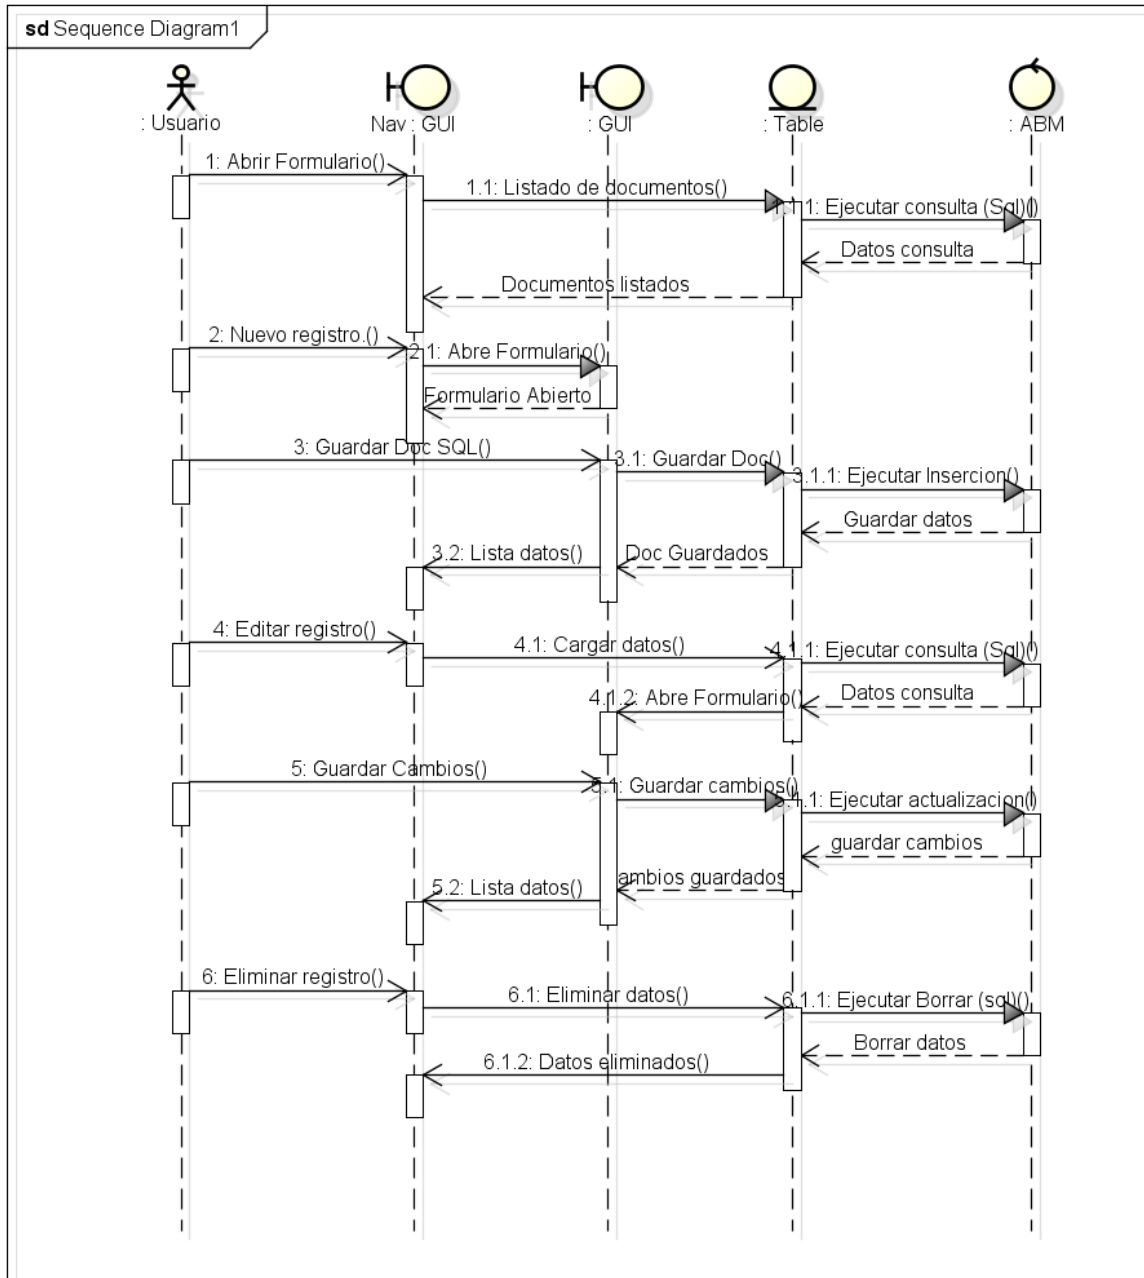 sd Sequence Diagram1
: Usuario
Nav : GUI
: GUI
: Table
: ABM
1: Abrir Formulario()
1.1: Listado de documentos()
1.1.1: Ejecutar consulta (Sql)()
Datos consulta
Documentos listados
2: Nuevo registro.()
2.1: Abre Formulario()
Formulario Abierto
3: Guardar Doc SQL()
3.1: Guardar Doc()
3.1.1: Ejecutar Insercion()
Guardar datos
3.2: Lista datos()
Doc Guardados
4: Editar registro()
4.1: Cargar datos()
4.1.1: Ejecutar consulta (Sql)()
Datos consulta
4.1.2: Abre Formulario()
5: Guardar Cambios()
5.1: Guardar cambios()
5.1.1: Ejecutar actualizacion()
guardar cambios
ambios guardados
5.2: Lista datos()
6: Eliminar registro()
6.1: Eliminar datos()
6.1.1: Ejecutar Borrar (sql)()
Borrar datos
6.1.2: Datos eliminados()